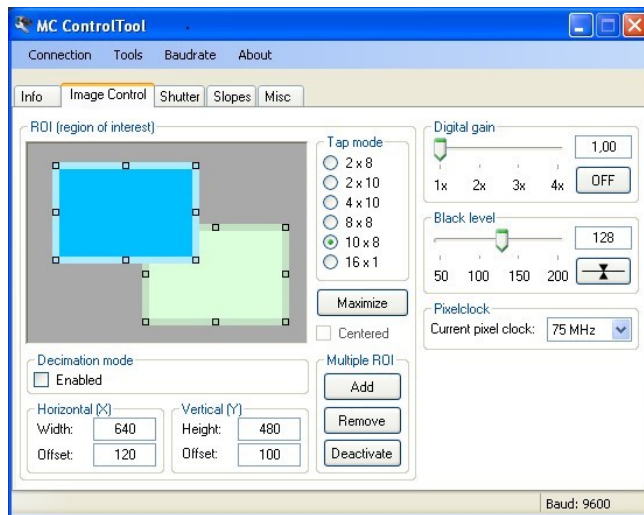 MC ControlTool
Connection Tools Baudrate About
Info Image Control Shutter Slopes Misc
ROI (region of interest)
Tap mode
2 x 8
2 x 10
4 x 10
8 x 8
10 x 8
16 x 1
Maximize
Centered
Decimation mode
Enabled
Horizontal (X)
Width: 640
Offset: 120
Vertical (Y)
Height: 480
Offset: 100
Multiple ROI
Add
Remove
Deactivate
Digital gain
1,00
1x 2x 3x 4x OFF
Black level
128
50 100 150 200
Pixelclock
Current pixel clock: 75 MHz
Baud: 9600